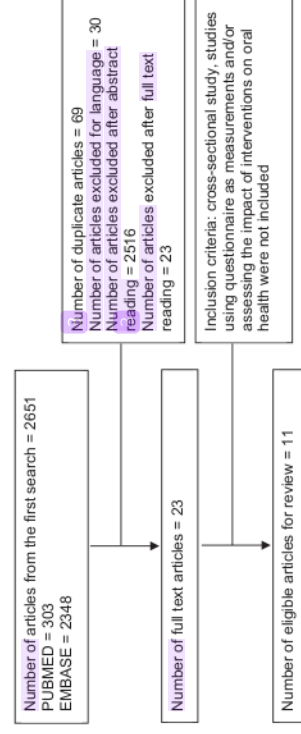 Number of articles from the first search = 2651
PUBMED = 303
EMBASE = 2348
Number of duplicate articles = 69
Number of articles excluded for language = 30
Number of articles excluded after abstract
reading = 2516
Number of articles excluded after full text
reading = 23
Number of full text articles = 23
Inclusion criteria: cross-sectional study, studies
using questionnaire as measurements and/or
assessing the impact of interventions on oral
health were not included
Number of eligible articles for review = 11